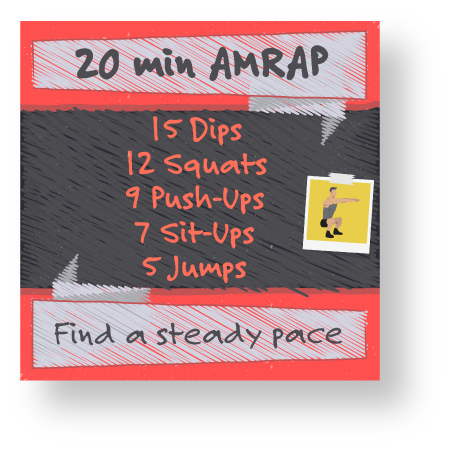 20 min AMRAP
15 Dips
12 Squats
9 Push-Ups
7 Sit-Ups
5 Jumps
Find a steady pace